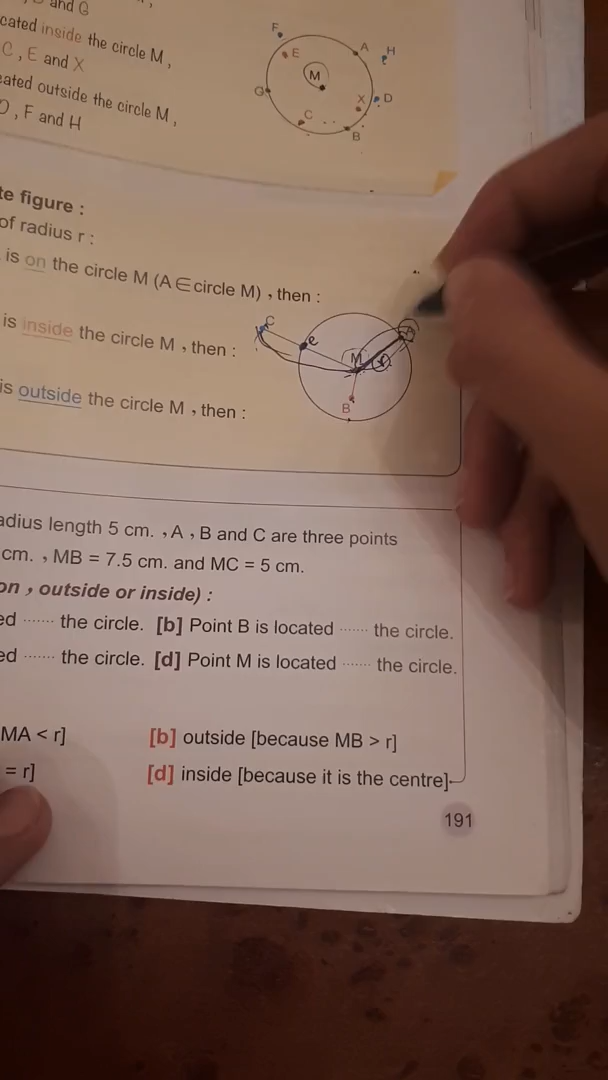 and G
cated inside the circle M ,
C , E and X
cated outside the circle M ,
D , F and H
F
E
A
H
M
G
X
D
C
B
te figure :
of radius r :
is on the circle M (A ∈ circle M) , then :
is inside the circle M , then :
is outside the circle M , then :
C
e
M
A
B
adius length 5 cm. , A , B and C are three points
cm. , MB = 7.5 cm. and MC = 5 cm.
on , outside or inside) :
ed ······· the circle. [b] Point B is located ······· the circle.
ed ······· the circle. [d] Point M is located ······· the circle.
MA < r] [b] outside [because MB > r]
= r] [d] inside [because it is the centre]
191